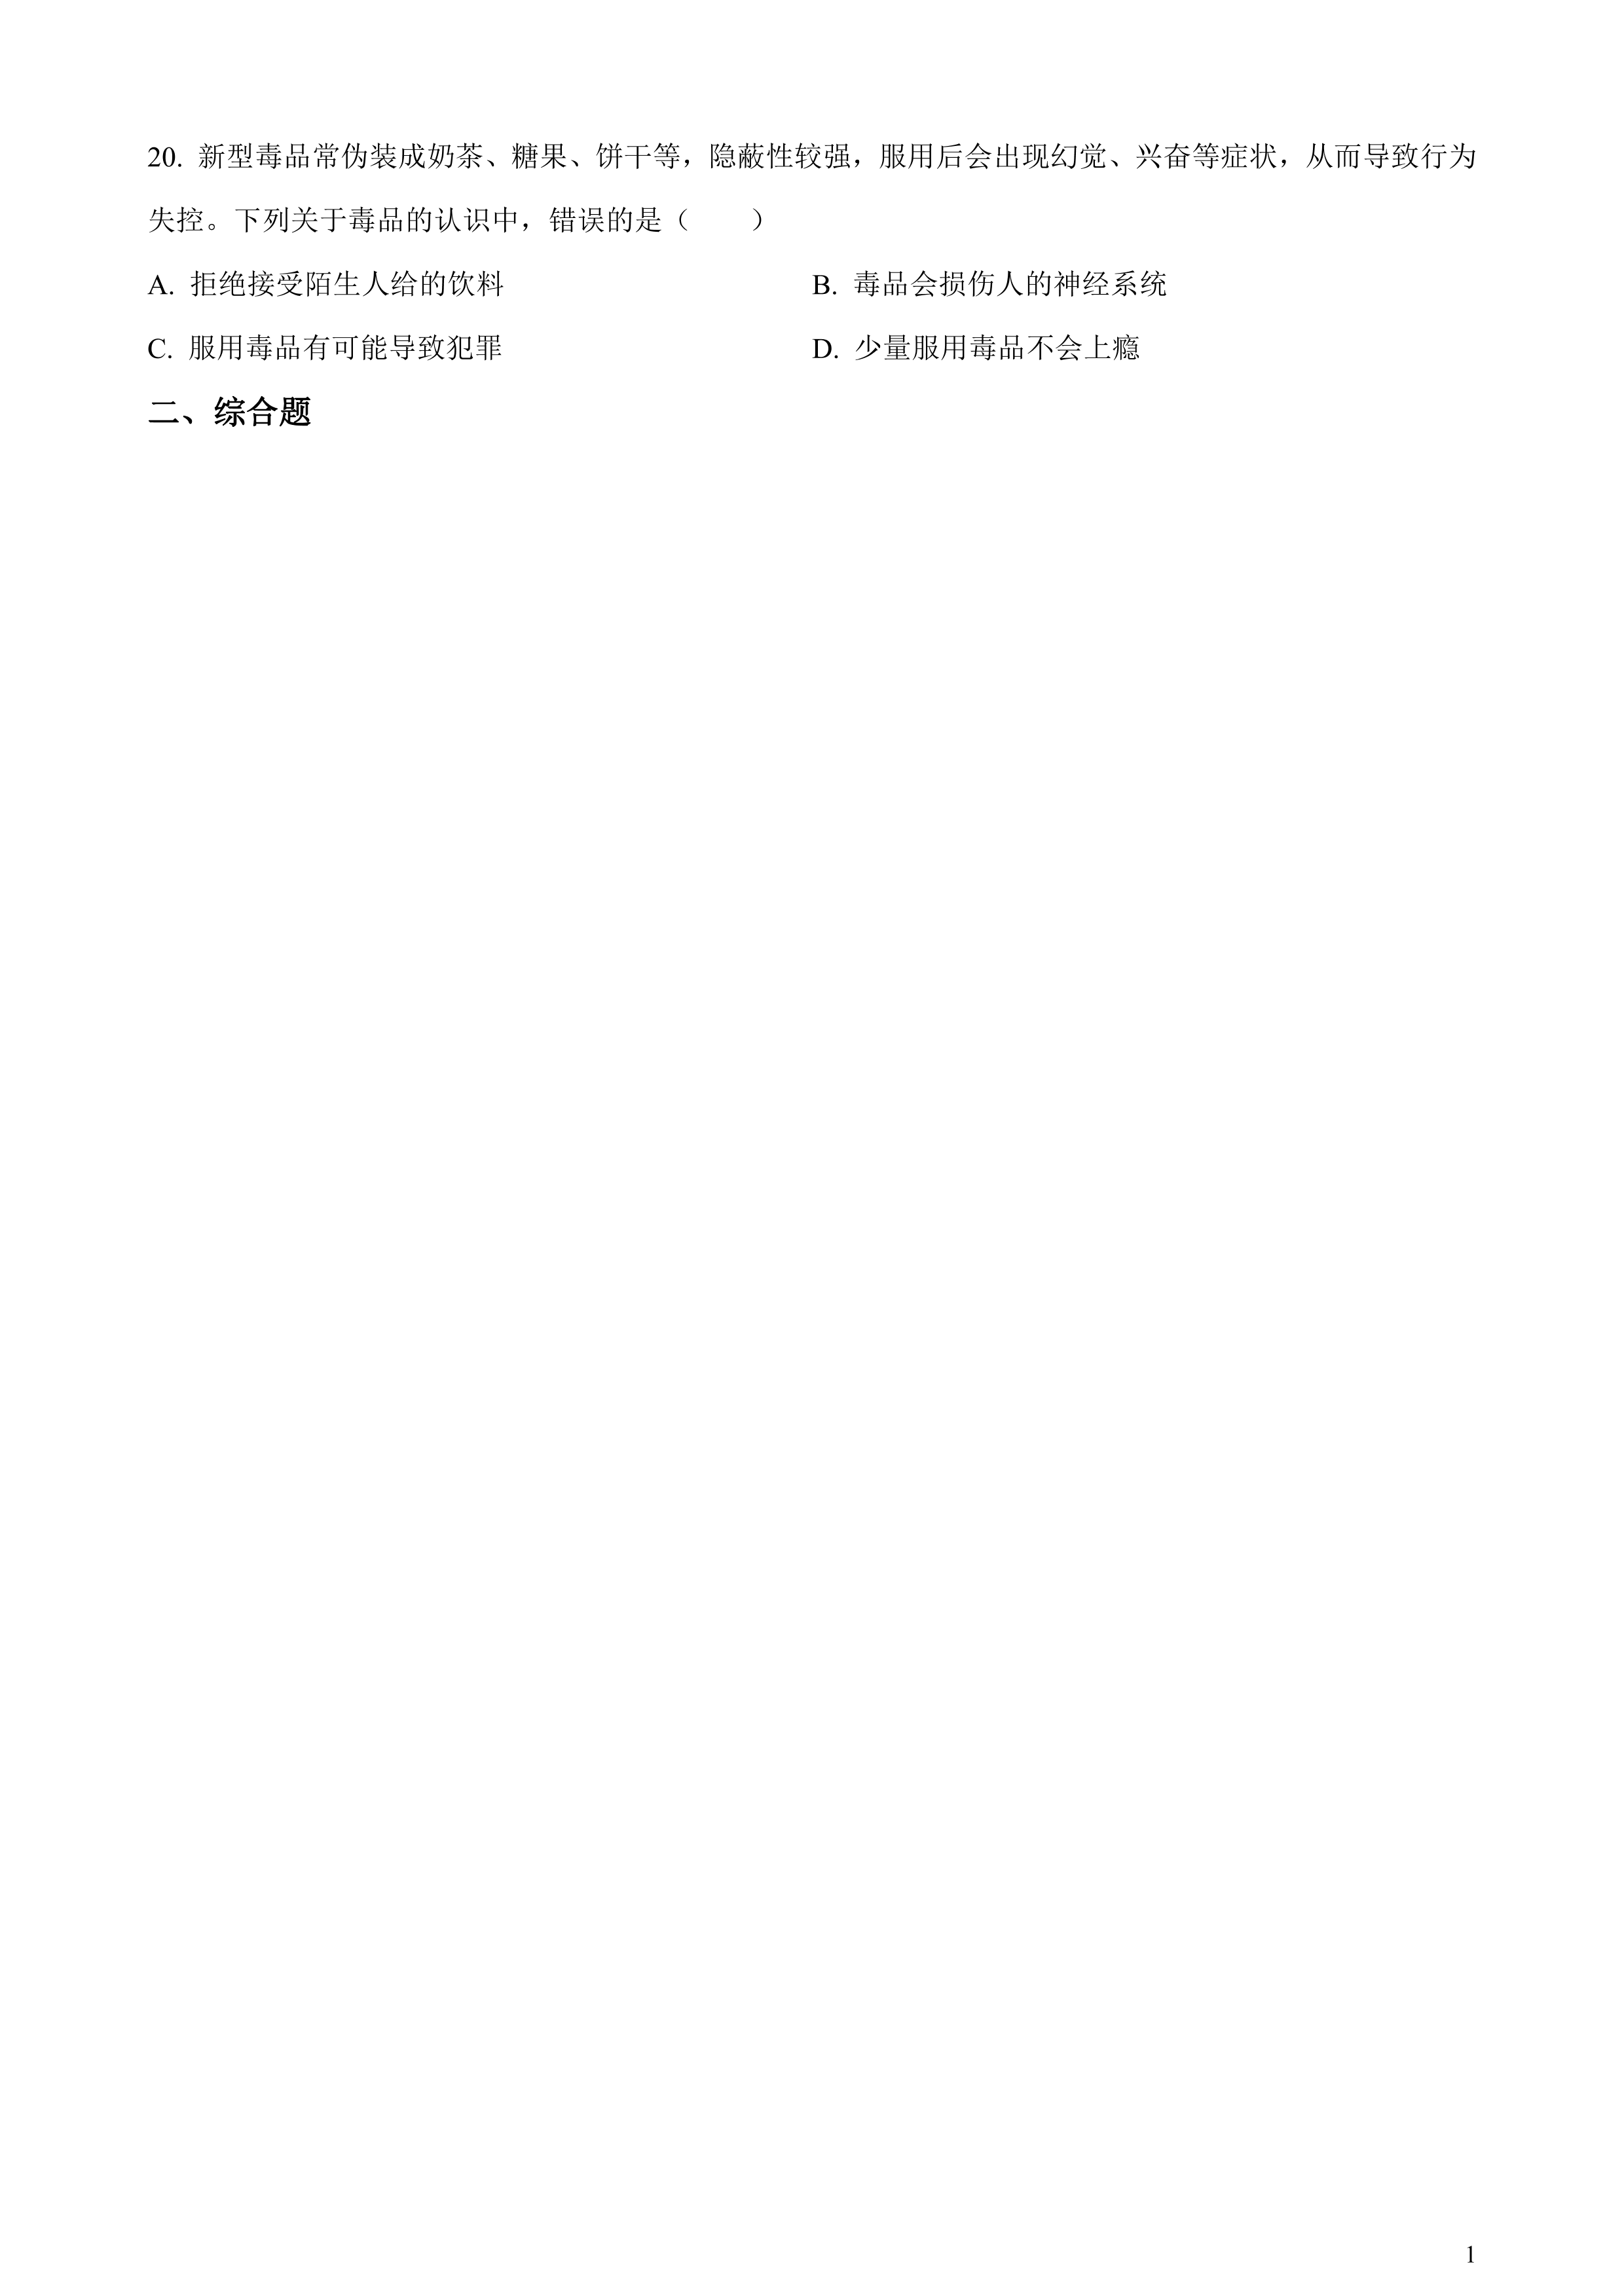 20. 新型毒品常伪装成奶茶、糖果、饼干等，隐蔽性较强，服用后会出现幻觉、兴奋等症状，从而导致行为
失控。下列关于毒品的认识中，错误的是（　　）
A. 拒绝接受陌生人给的饮料　　B. 毒品会损伤人的神经系统
C. 服用毒品有可能导致犯罪　　D. 少量服用毒品不会上瘾
二、综合题
1